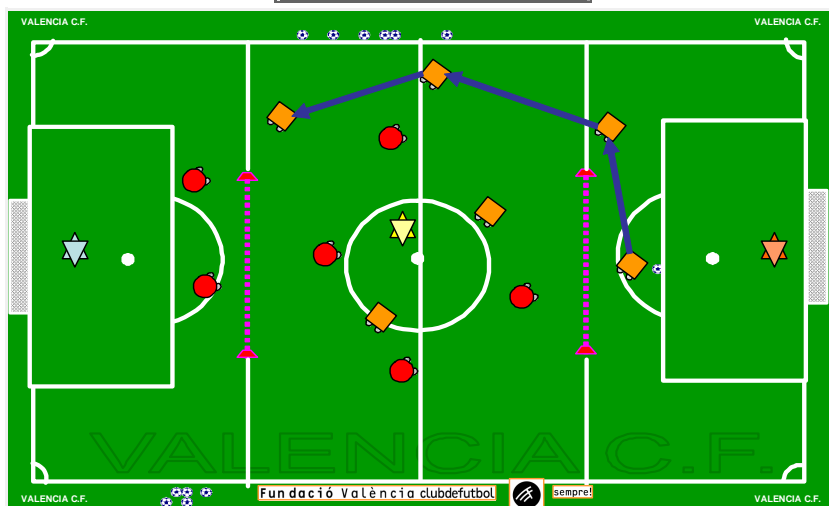 VALENCIA C.F. VALENCIA C.F.
VALENCIA C.F.
VALENCIA C.F. Fundació València clubdefutbol sempre! VALENCIA C.F.